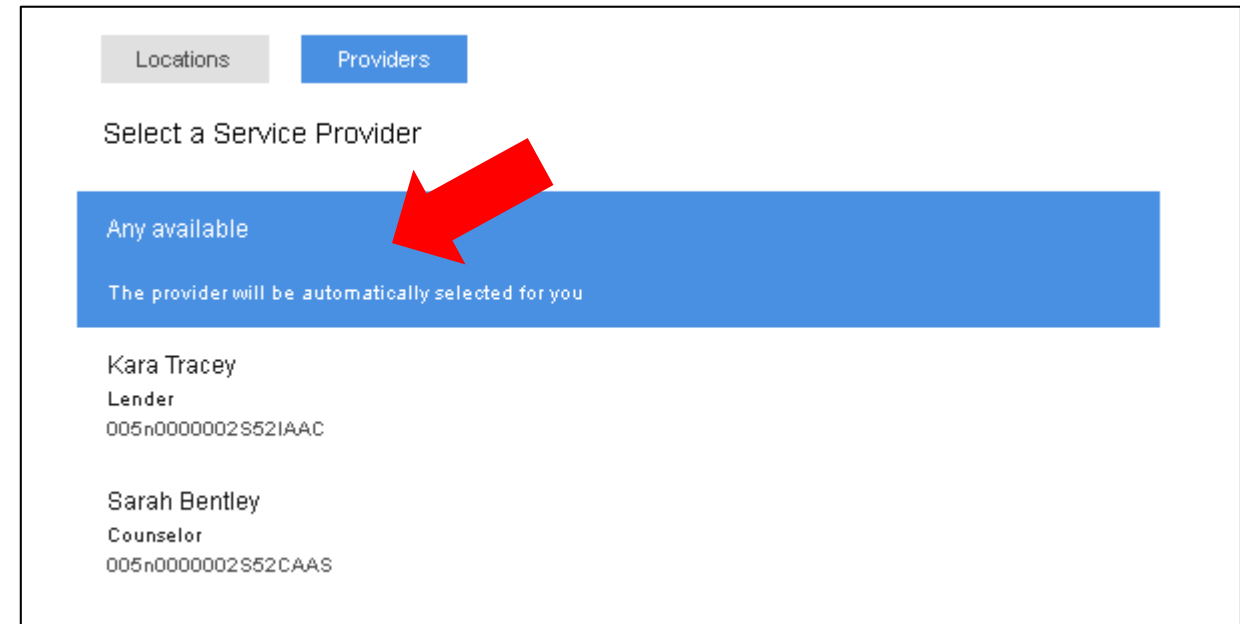 Locations Providers
Select a Service Provider
Any available
The provider will be automatically selected for you
Kara Tracey
Lender
005n0000002S52IAAC
Sarah Bentley
Counselor
005n0000002S52CAAS